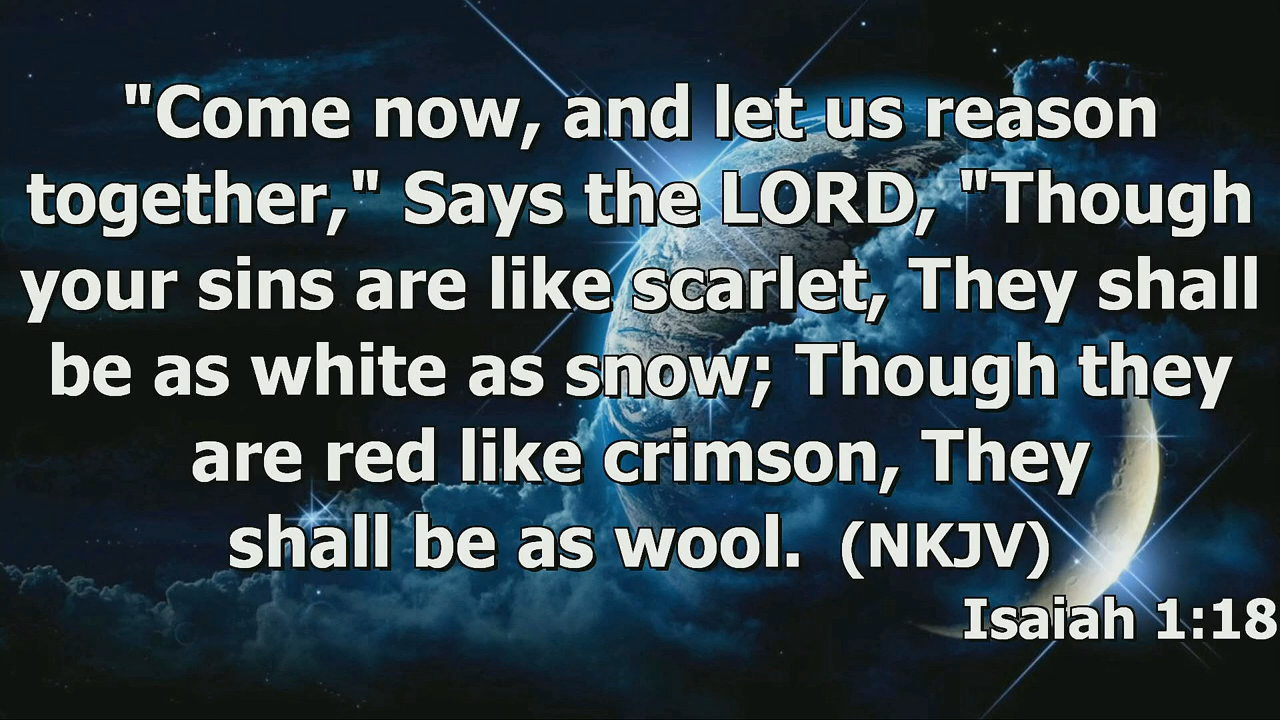 "Come now, and let us reason
together," Says the LORD, "Though
your sins are like scarlet, They shall
be as white as snow; Though they
are red like crimson, They
shall be as wool. (NKJV)
Isaiah 1:18